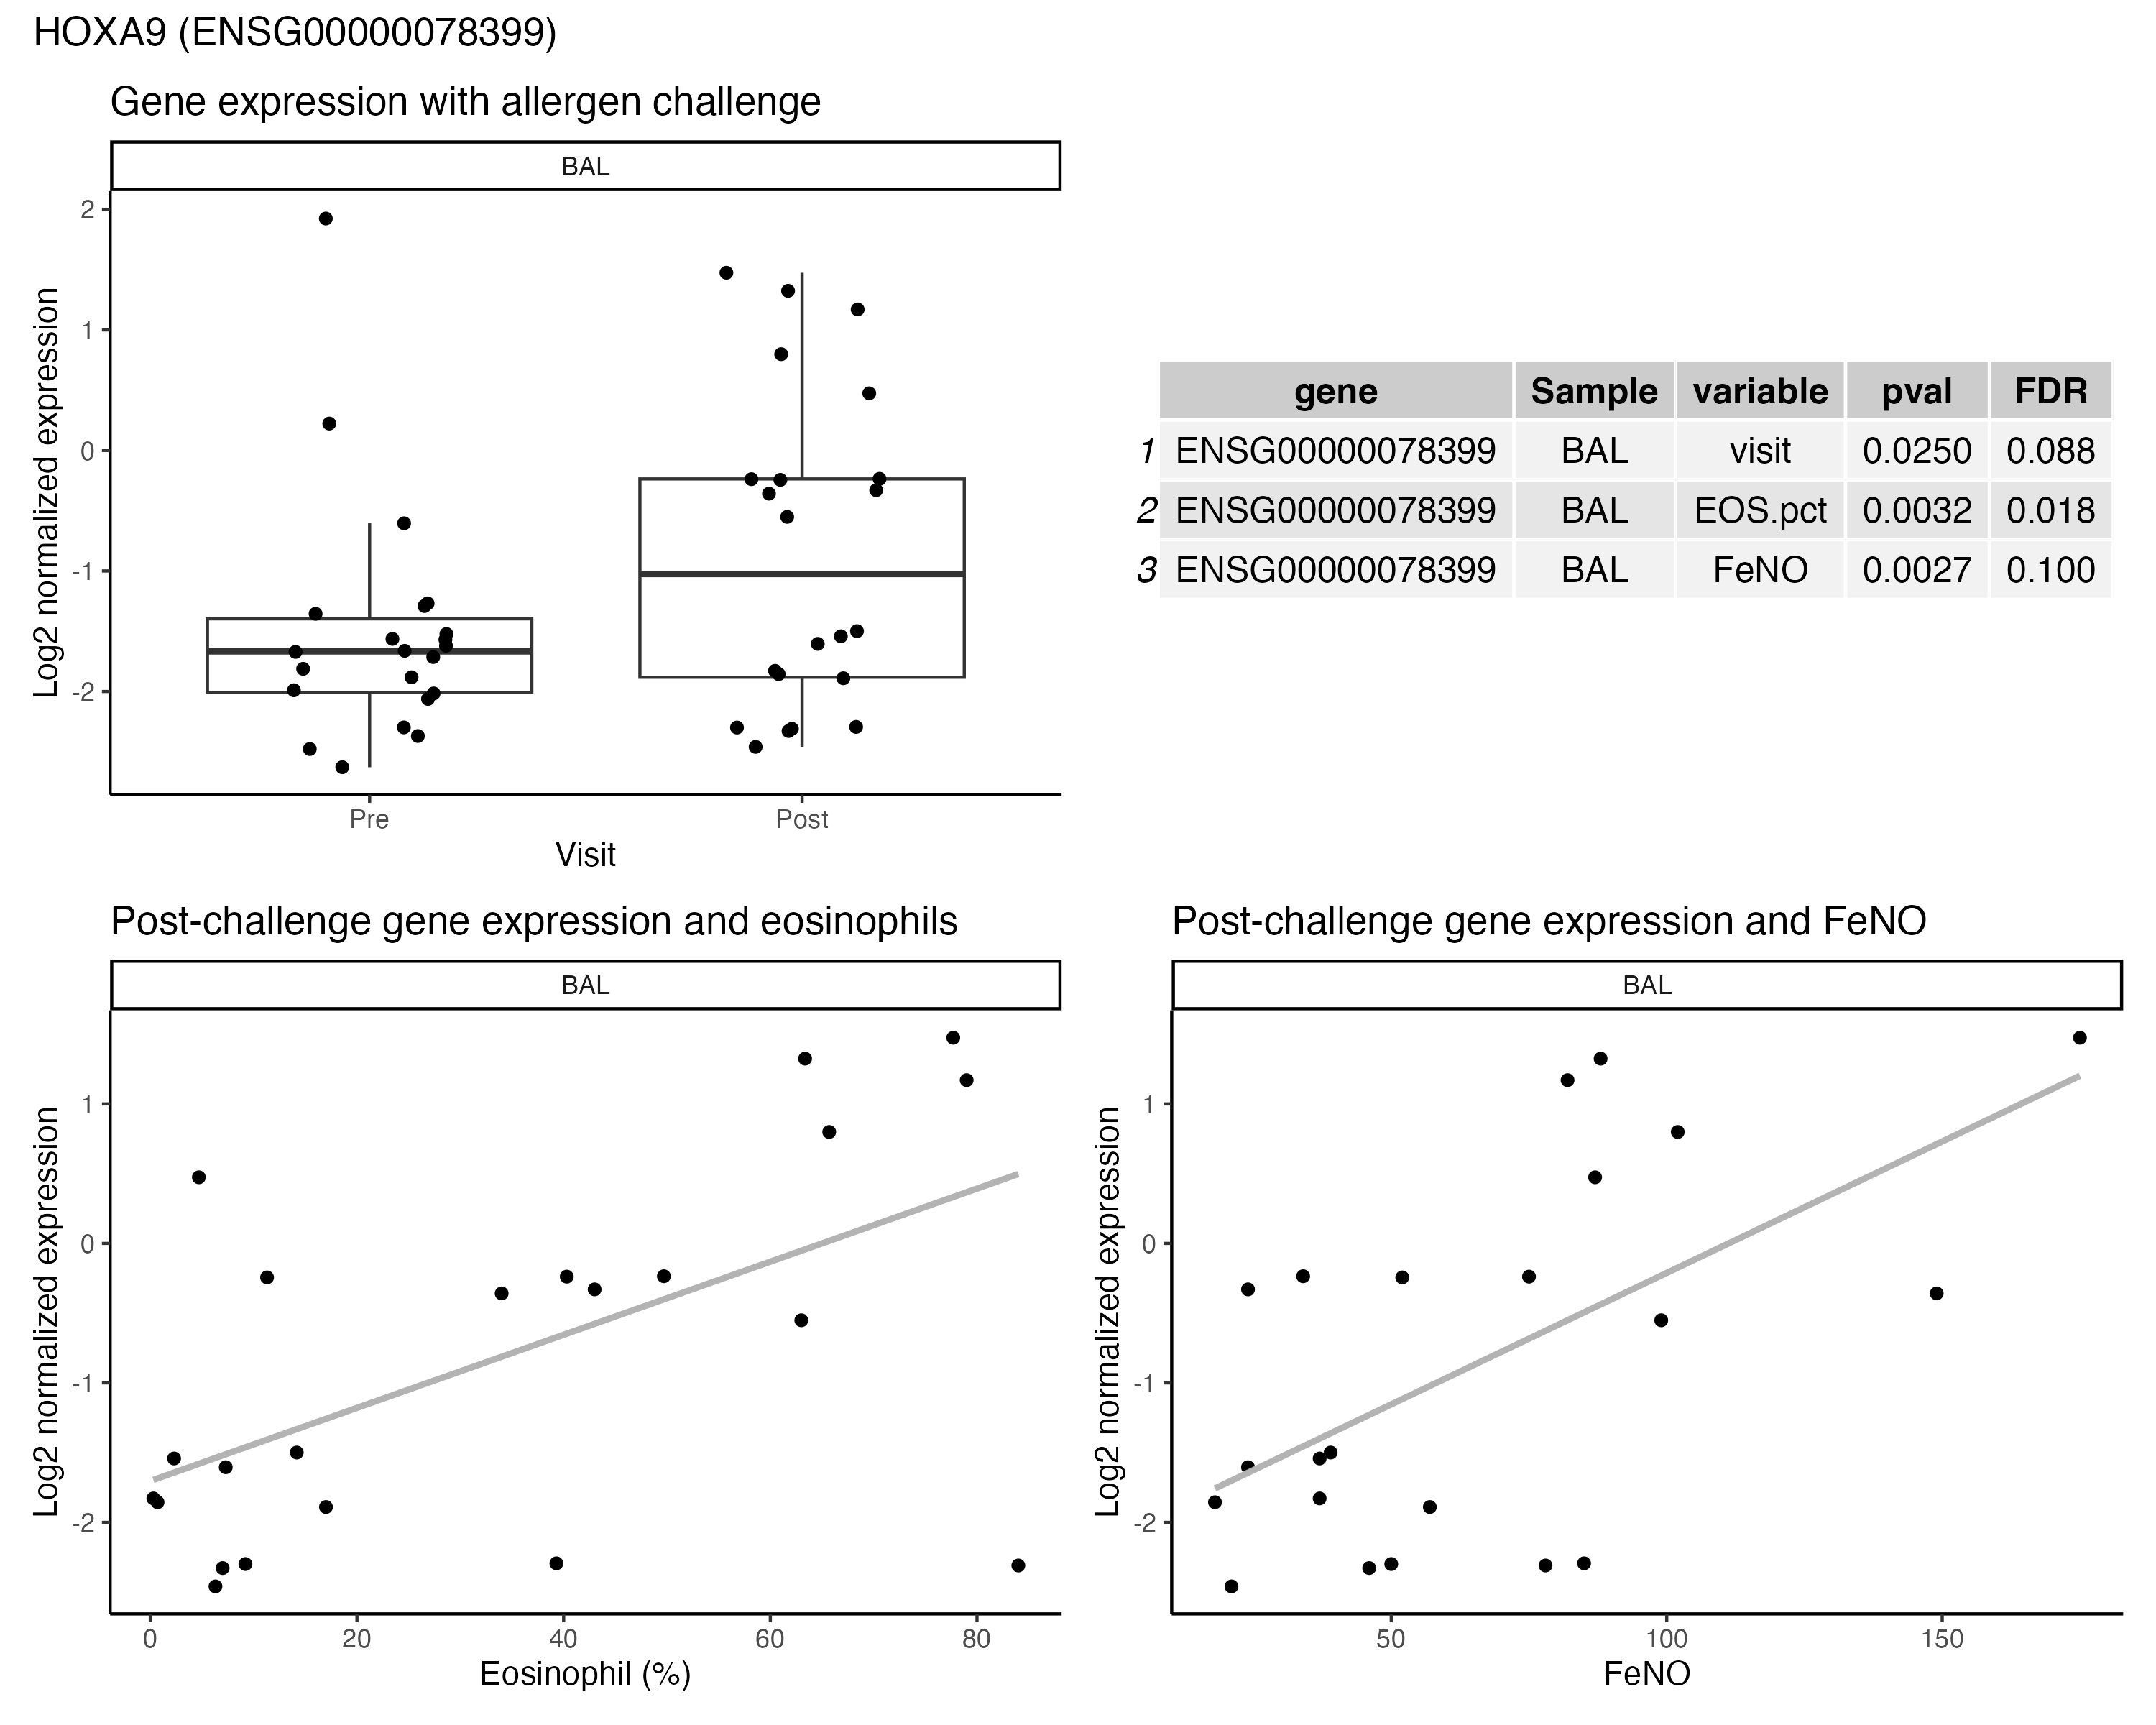 HOXA9 (ENSG00000078399)
Gene expression with allergen challenge
BAL
Log2 normalized expression
2
1
0
-1
-2
Pre Post
Visit
gene Sample variable pval FDR
1 ENSG00000078399 BAL visit 0.0250 0.088
2 ENSG00000078399 BAL EOS.pct 0.0032 0.018
3 ENSG00000078399 BAL FeNO 0.0027 0.100
Post-challenge gene expression and eosinophils
BAL
Log2 normalized expression
1
0
-1
-2
0 20 40 60 80
Eosinophil (%)
Post-challenge gene expression and FeNO
BAL
Log2 normalized expression
1
0
-1
-2
50 100 150
FeNO